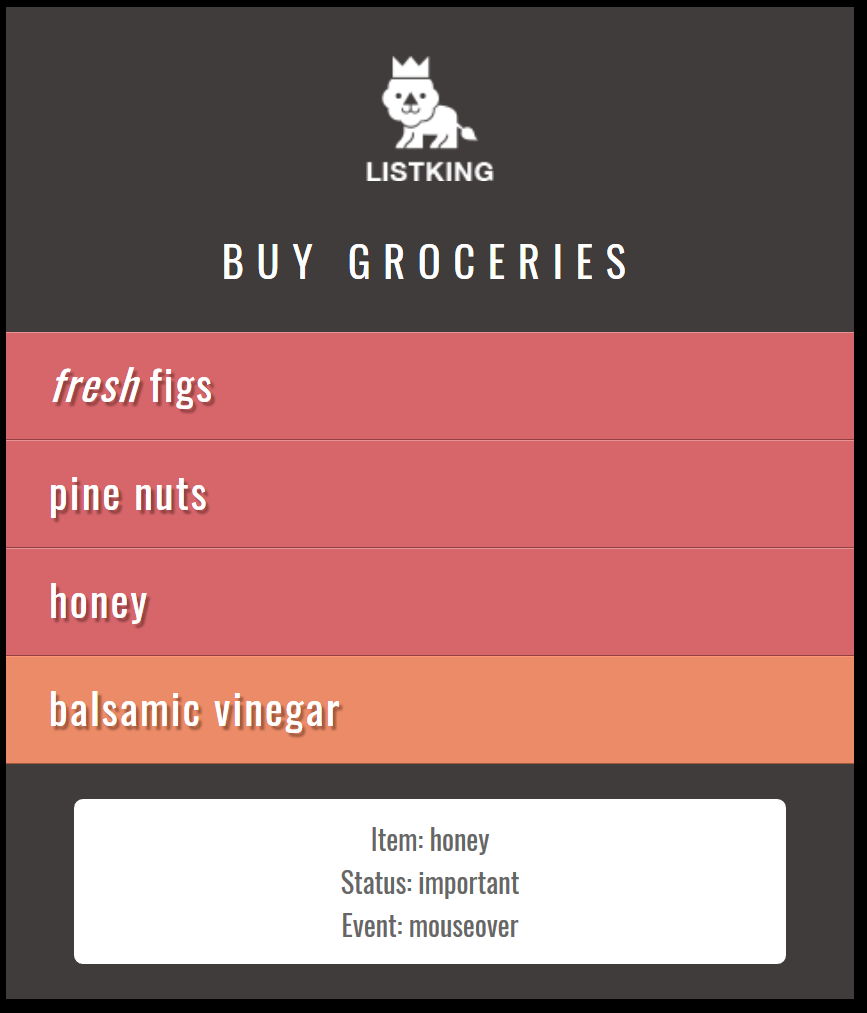 LISTKING
BUY GROCERIES
fresh figs
pine nuts
honey
balsamic vinegar
Item: honey
Status: important
Event: mouseover